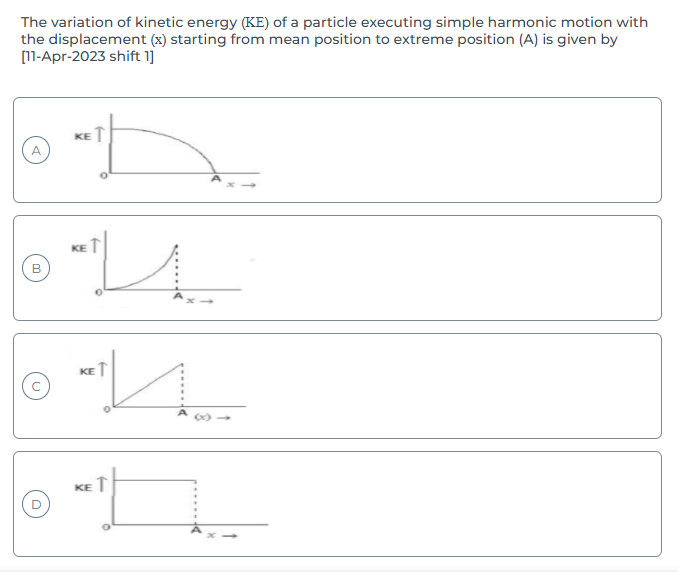 The variation of kinetic energy (KE) of a particle executing simple harmonic motion with
the displacement (x) starting from mean position to extreme position (A) is given by
[11-Apr-2023 shift 1]
KE ↑
A
O
A
x →
KE ↑
B
O
A
x →
KE ↑
C
O
A (x) →
KE ↑
D
O
A
x →